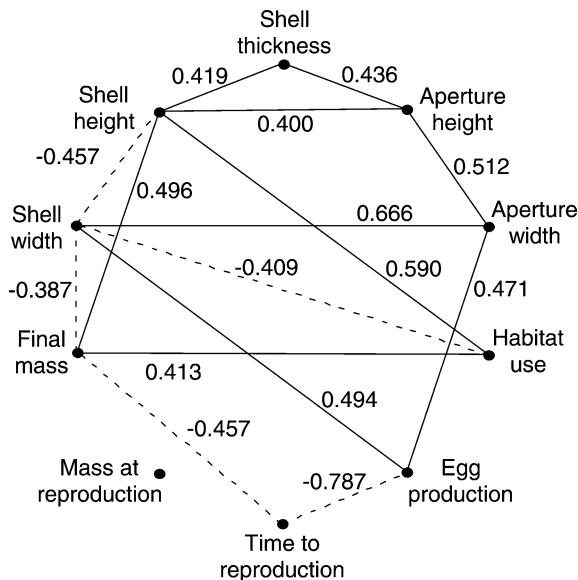 Shell
thickness
0.419
0.436
Shell
height
Aperture
height
0.400
-0.457
0.512
0.496
Shell
width
0.666
Aperture
width
-0.409
0.590
0.471
-0.387
Final
mass
Habitat
use
0.413
0.494
-0.457
Mass at
reproduction
-0.787
Egg
production
Time to
reproduction